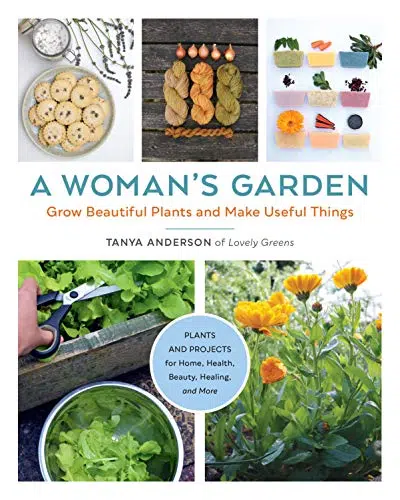 A WOMAN'S GARDEN
Grow Beautiful Plants and Make Useful Things
TANYA ANDERSON of Lovely Greens
PLANTS
AND PROJECTS
for Home, Health,
Beauty, Healing,
and More